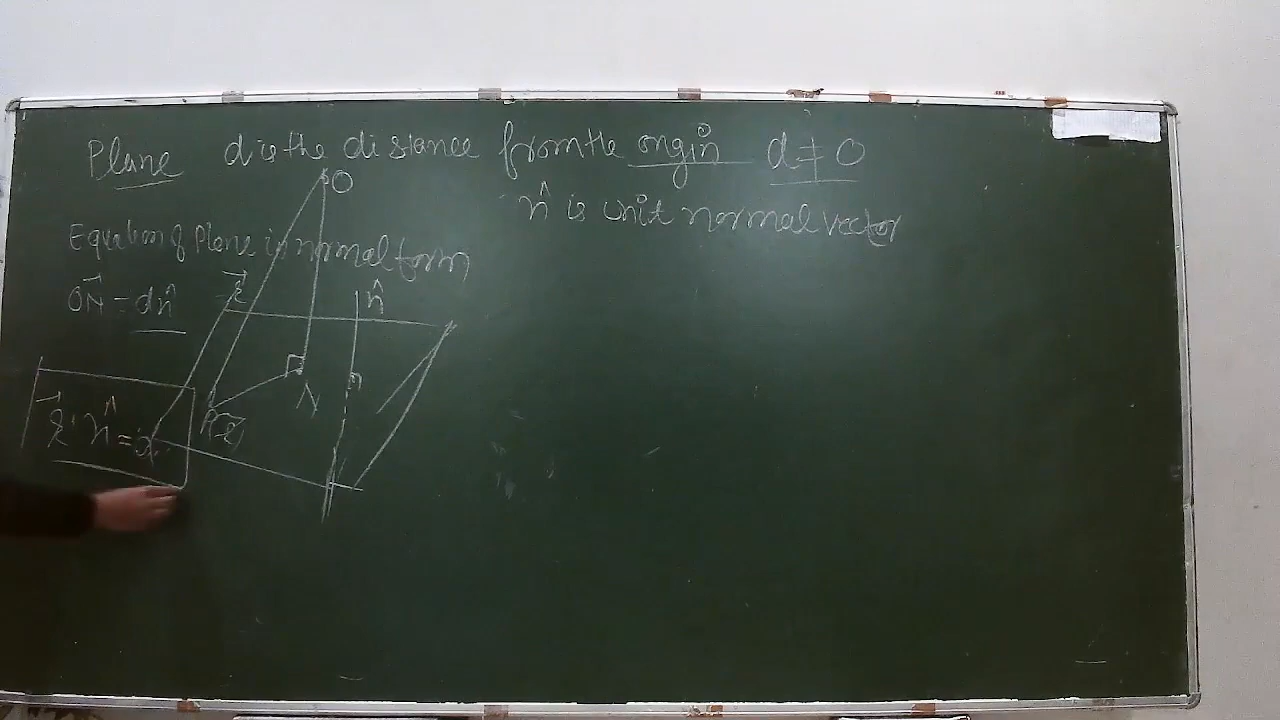 Plane d is the distance from the origin d ≠ 0
n̂ is unit normal vector
O
Equation of Plane in normal form
r⃗
n̂
ON⃗ = dn̂
N
r⃗ · n̂ = d